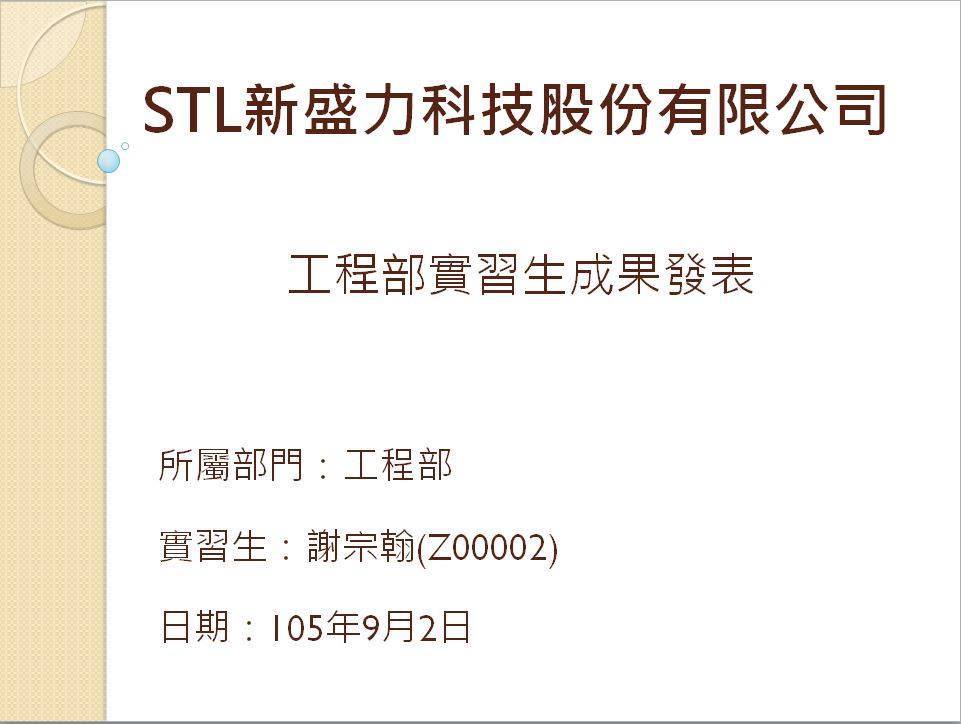 STL新盛力科技股份有限公司
工程部實習生成果發表
所屬部門：工程部
實習生：謝宗翰(Z00002)
日期：105年9月2日